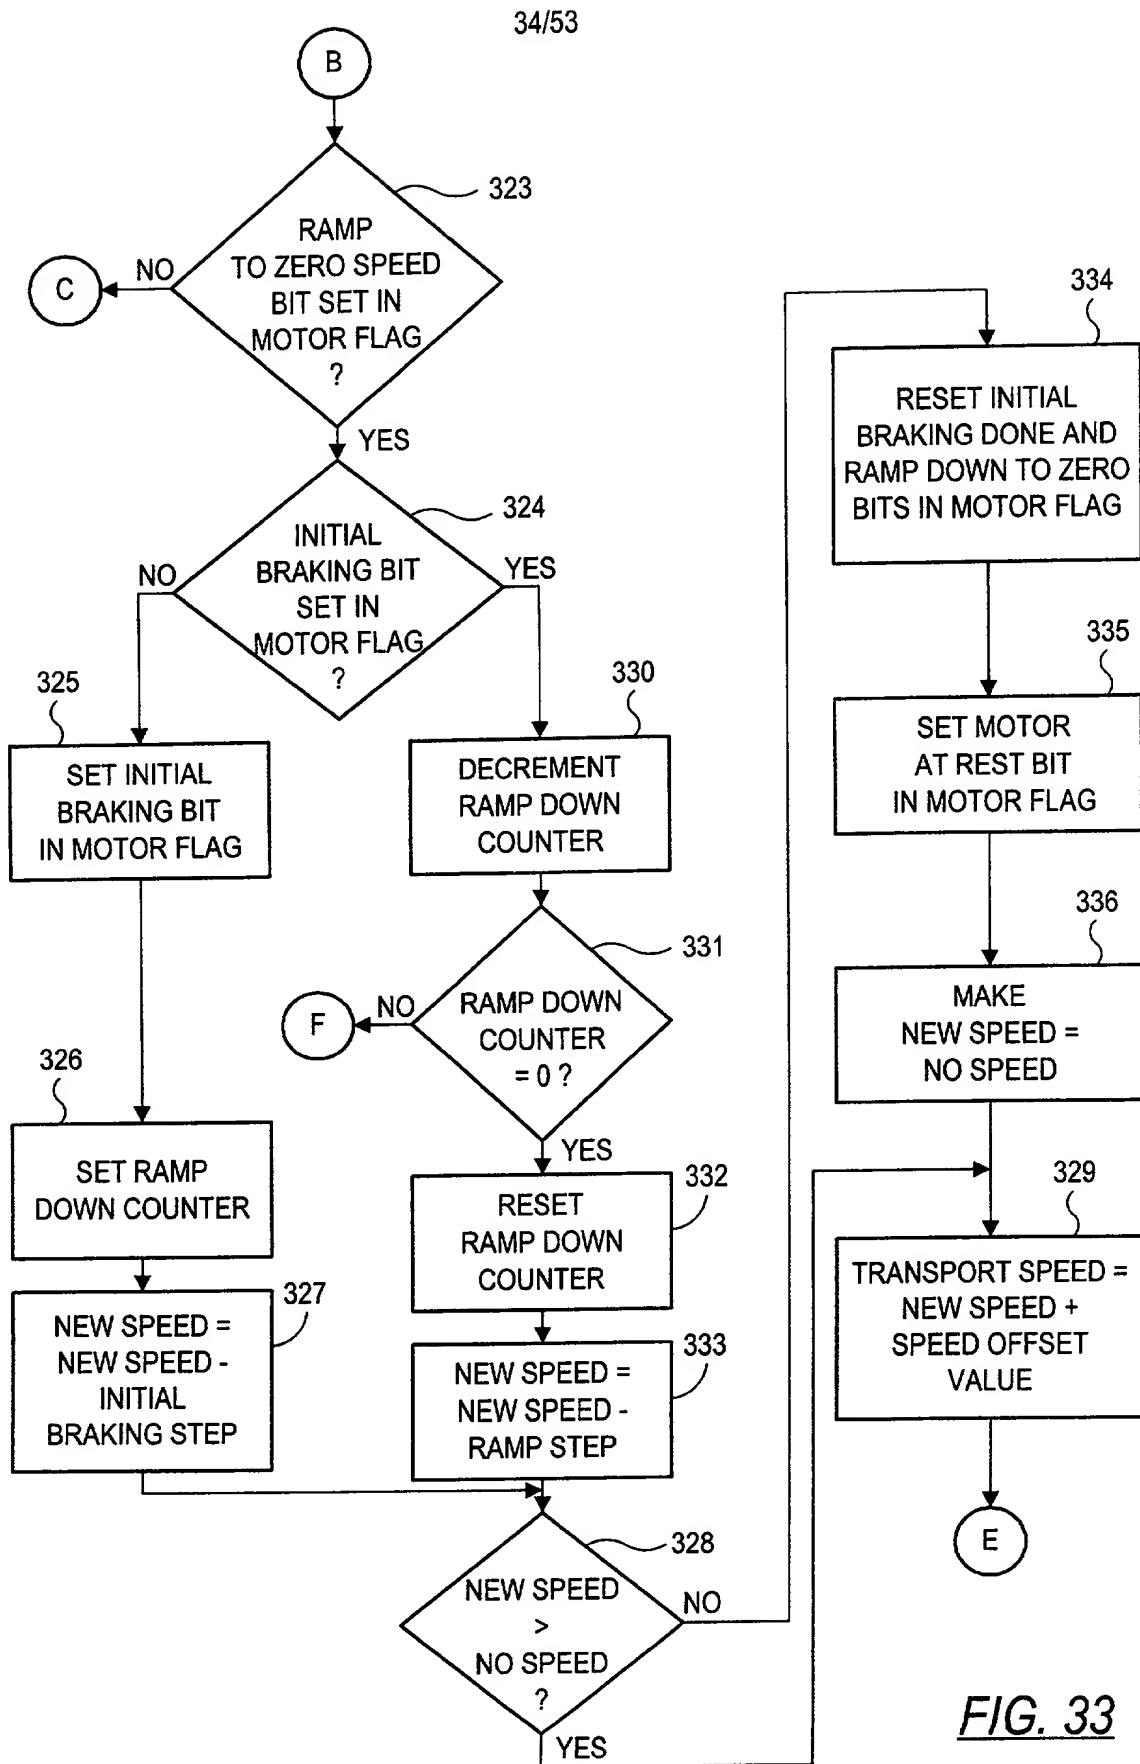 34/53
B
323
RAMP
TO ZERO SPEED
BIT SET IN
MOTOR FLAG
?
NO
C
YES
324
INITIAL
BRAKING BIT
SET IN
MOTOR FLAG
?
NO
YES
325
SET INITIAL
BRAKING BIT
IN MOTOR FLAG
326
SET RAMP
DOWN COUNTER
327
NEW SPEED =
NEW SPEED -
INITIAL
BRAKING STEP
330
DECREMENT
RAMP DOWN
COUNTER
331
RAMP DOWN
COUNTER
= 0 ?
NO
F
YES
332
RESET
RAMP DOWN
COUNTER
333
NEW SPEED =
NEW SPEED -
RAMP STEP
328
NEW SPEED
>
NO SPEED
?
NO
YES
334
RESET INITIAL
BRAKING DONE AND
RAMP DOWN TO ZERO
BITS IN MOTOR FLAG
335
SET MOTOR
AT REST BIT
IN MOTOR FLAG
336
MAKE
NEW SPEED =
NO SPEED
329
TRANSPORT SPEED =
NEW SPEED +
SPEED OFFSET
VALUE
E
FIG. 33